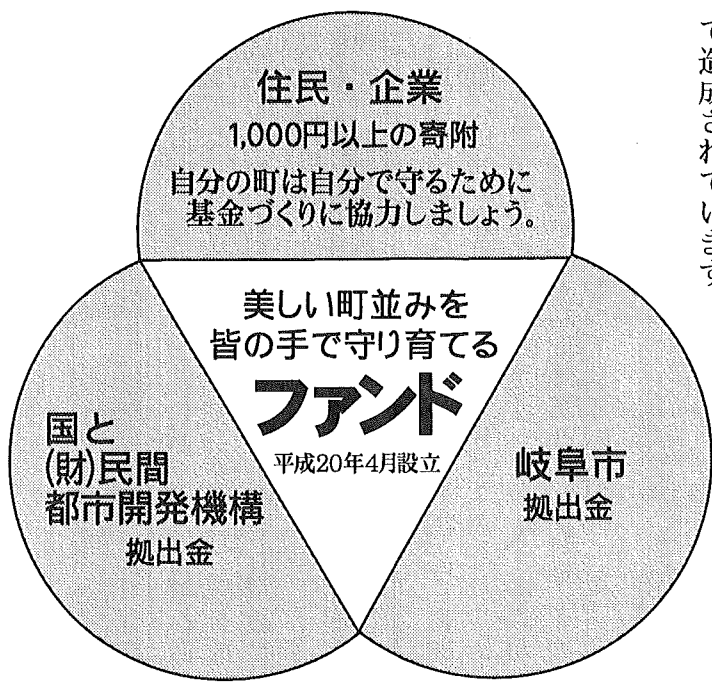 て造成されています
住民・企業
1,000円以上の寄附
自分の町は自分で守るために
基金づくりに協力しましょう。
美しい町並みを
皆の手で守り育てる
ファンド
平成20年4月設立
国と
(財)民間
都市開発機構
拠出金
岐阜市
拠出金